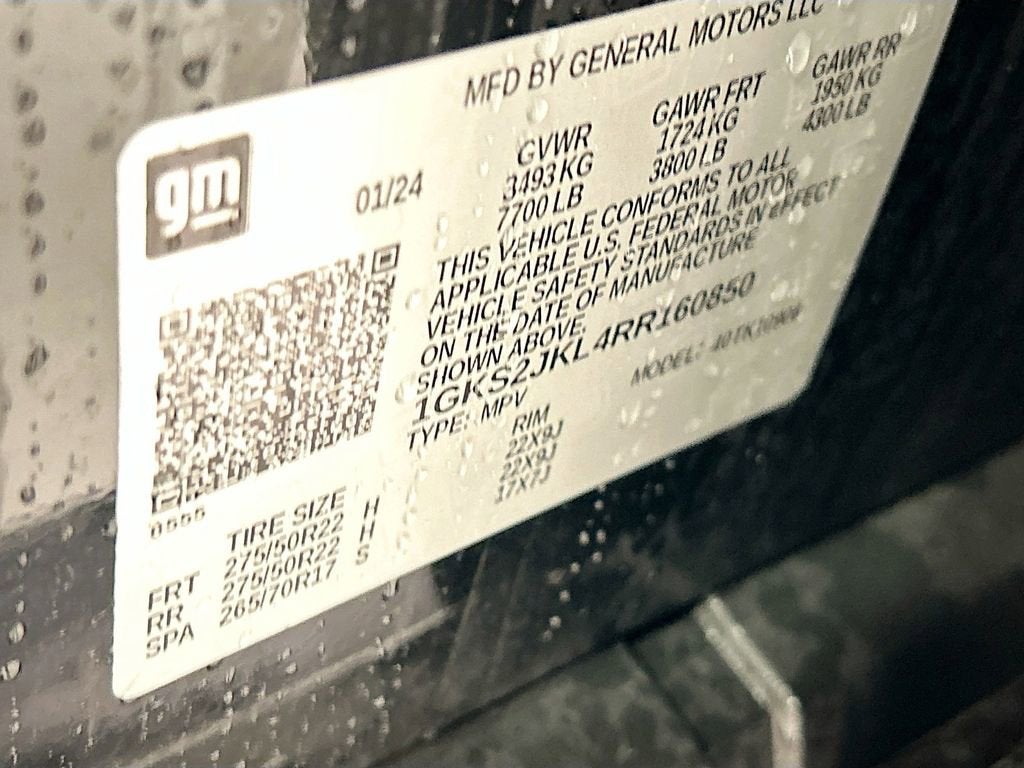 MFD BY GENERAL MOTORS LLC
gm
01/24
GVWR GAWR FRT GAWR RR
3493 KG 1724 KG 1950 KG
7700 LB 3800 LB 4300 LB
THIS VEHICLE CONFORMS TO ALL
APPLICABLE U.S. FEDERAL MOTOR
VEHICLE SAFETY STANDARDS IN EFFECT
ON THE DATE OF MANUFACTURE
SHOWN ABOVE.
1GKS2JKL4RR160850
TYPE: MPV MODEL:
0555
TIRE SIZE RIM
FRT 275/50R22 H 22X9J
RR 275/50R22 H 22X9J
SPA 265/70R17 S 17X7J